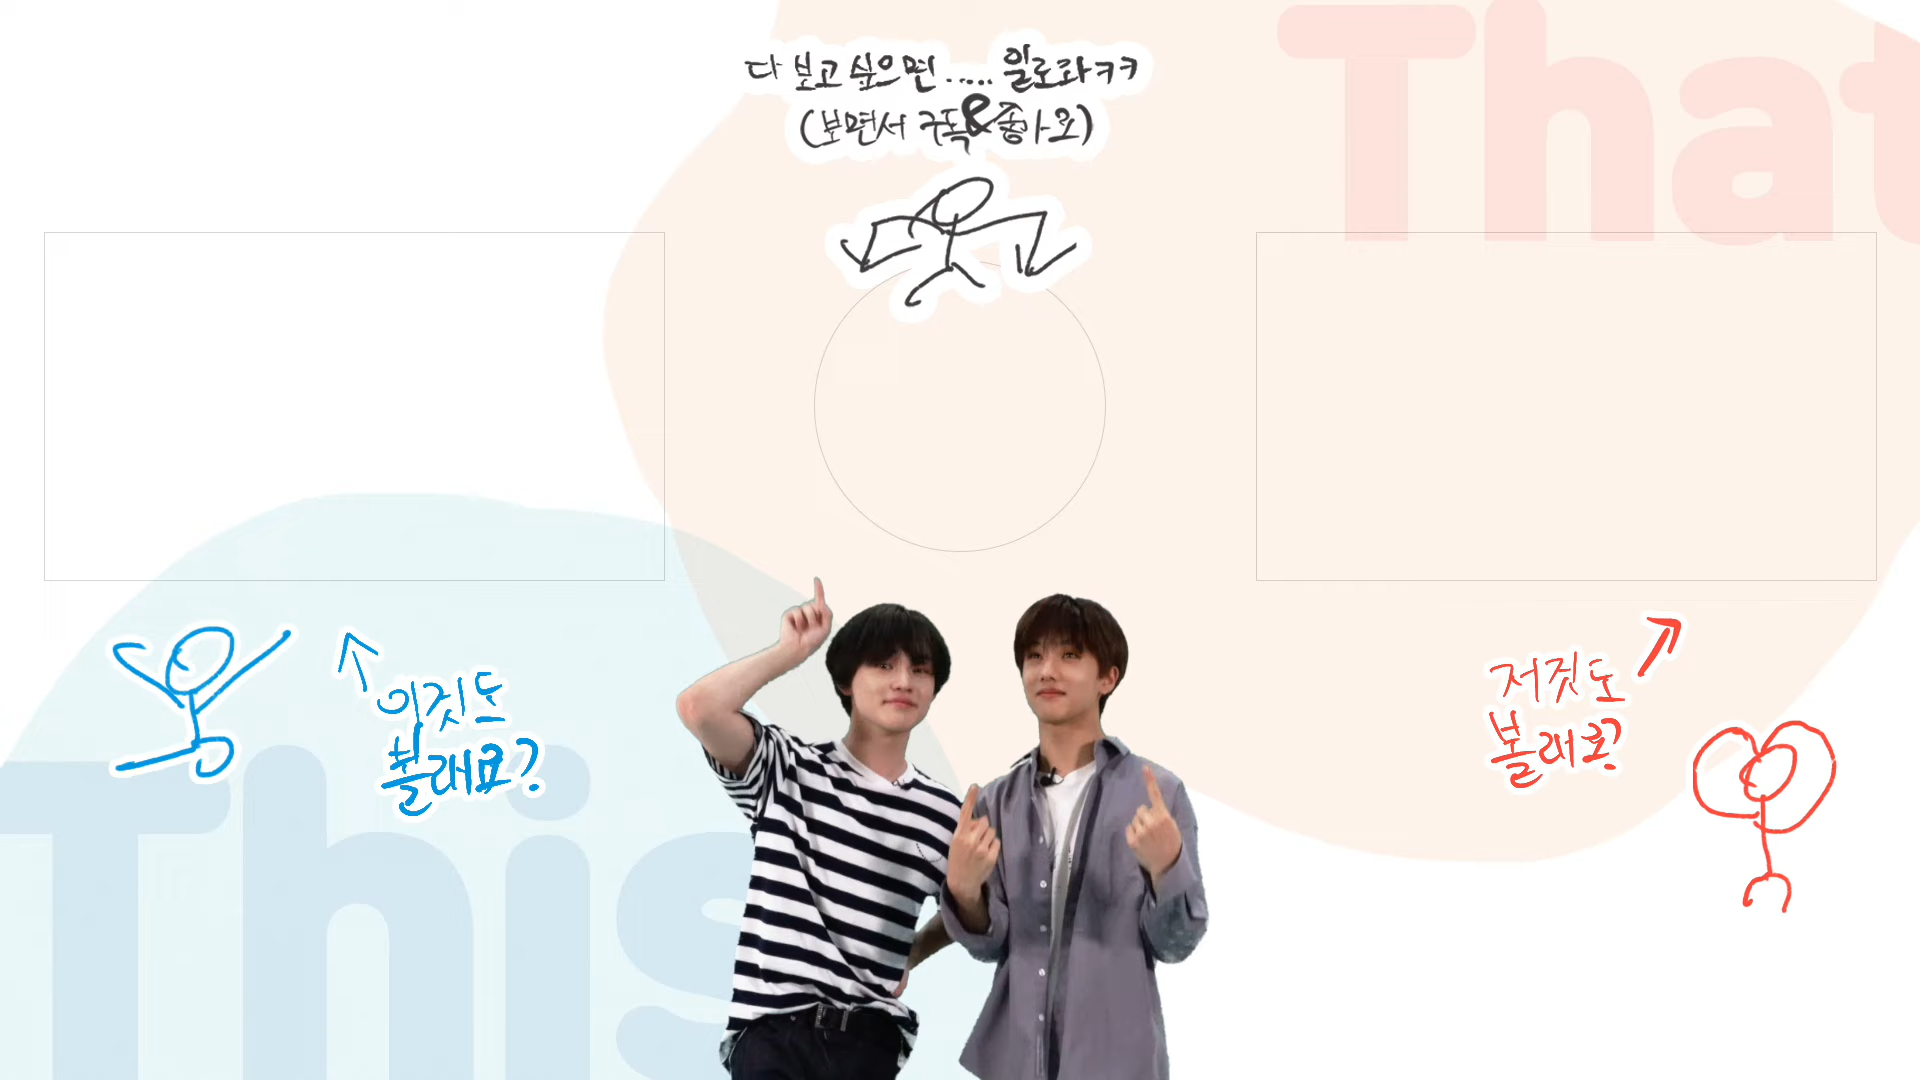 다 보고 싶으면..... 일로와ㅋㅋ
(보면서 구독&좋아요)
That
이것도
볼래요?
저것도
볼래요?
This